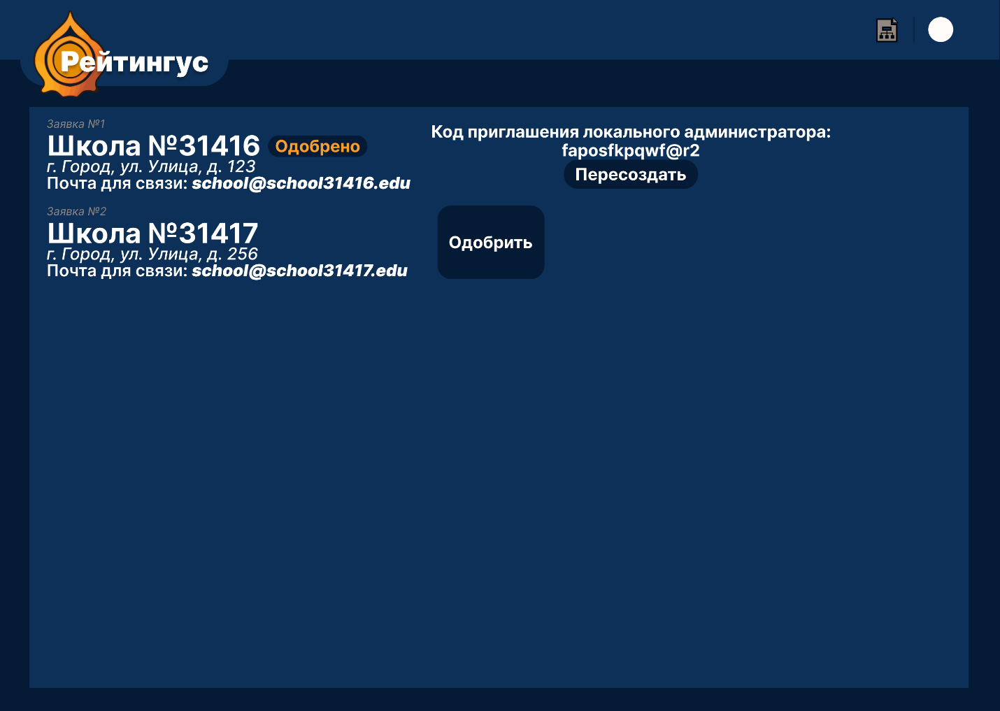 Рейтингус
Заявка №1
Школа №31416 Одобрено
г. Город, ул. Улица, д. 123
Почта для связи: school@school31416.edu
Код приглашения локального администратора:
faposfkpqwf@r2
Пересоздать
Заявка №2
Школа №31417
г. Город, ул. Улица, д. 256
Почта для связи: school@school31417.edu
Одобрить